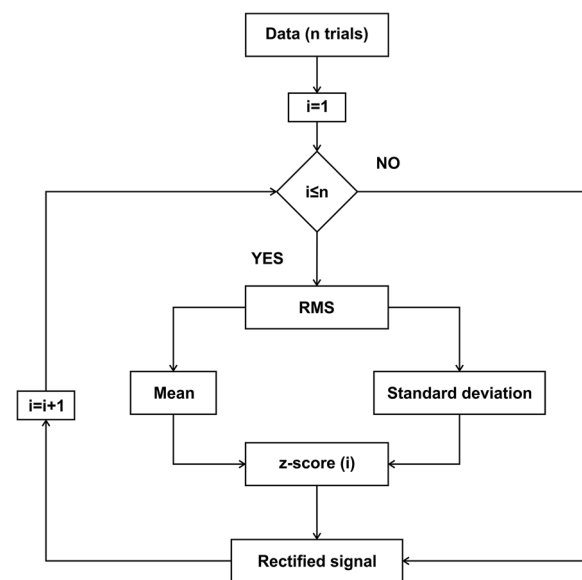 Data (n trials)
i=1
NO
i≤n
YES
RMS
Mean
Standard deviation
i=i+1
z-score (i)
Rectified signal